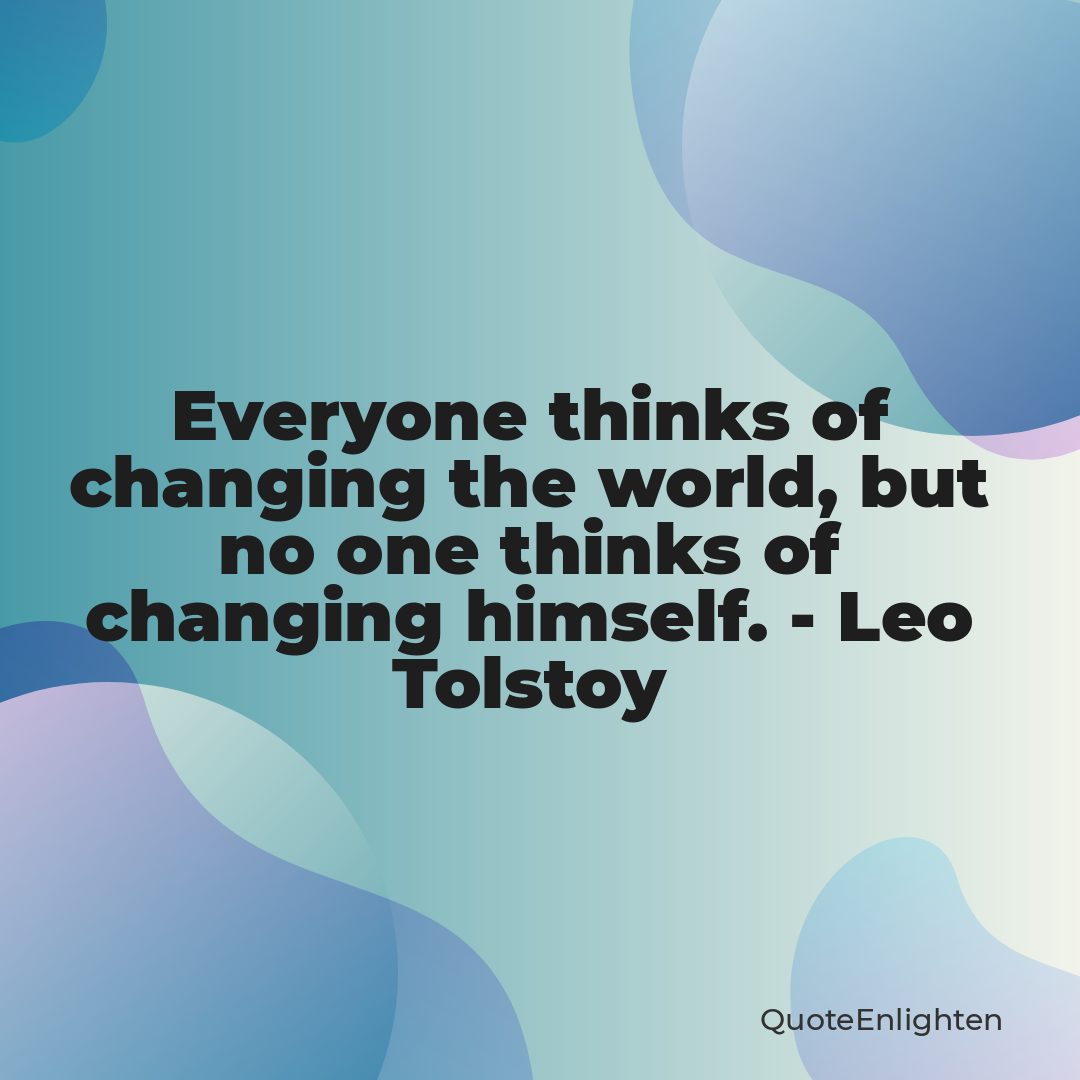 Everyone thinks of
changing the world, but
no one thinks of
changing himself. - Leo
Tolstoy
QuoteEnlighten